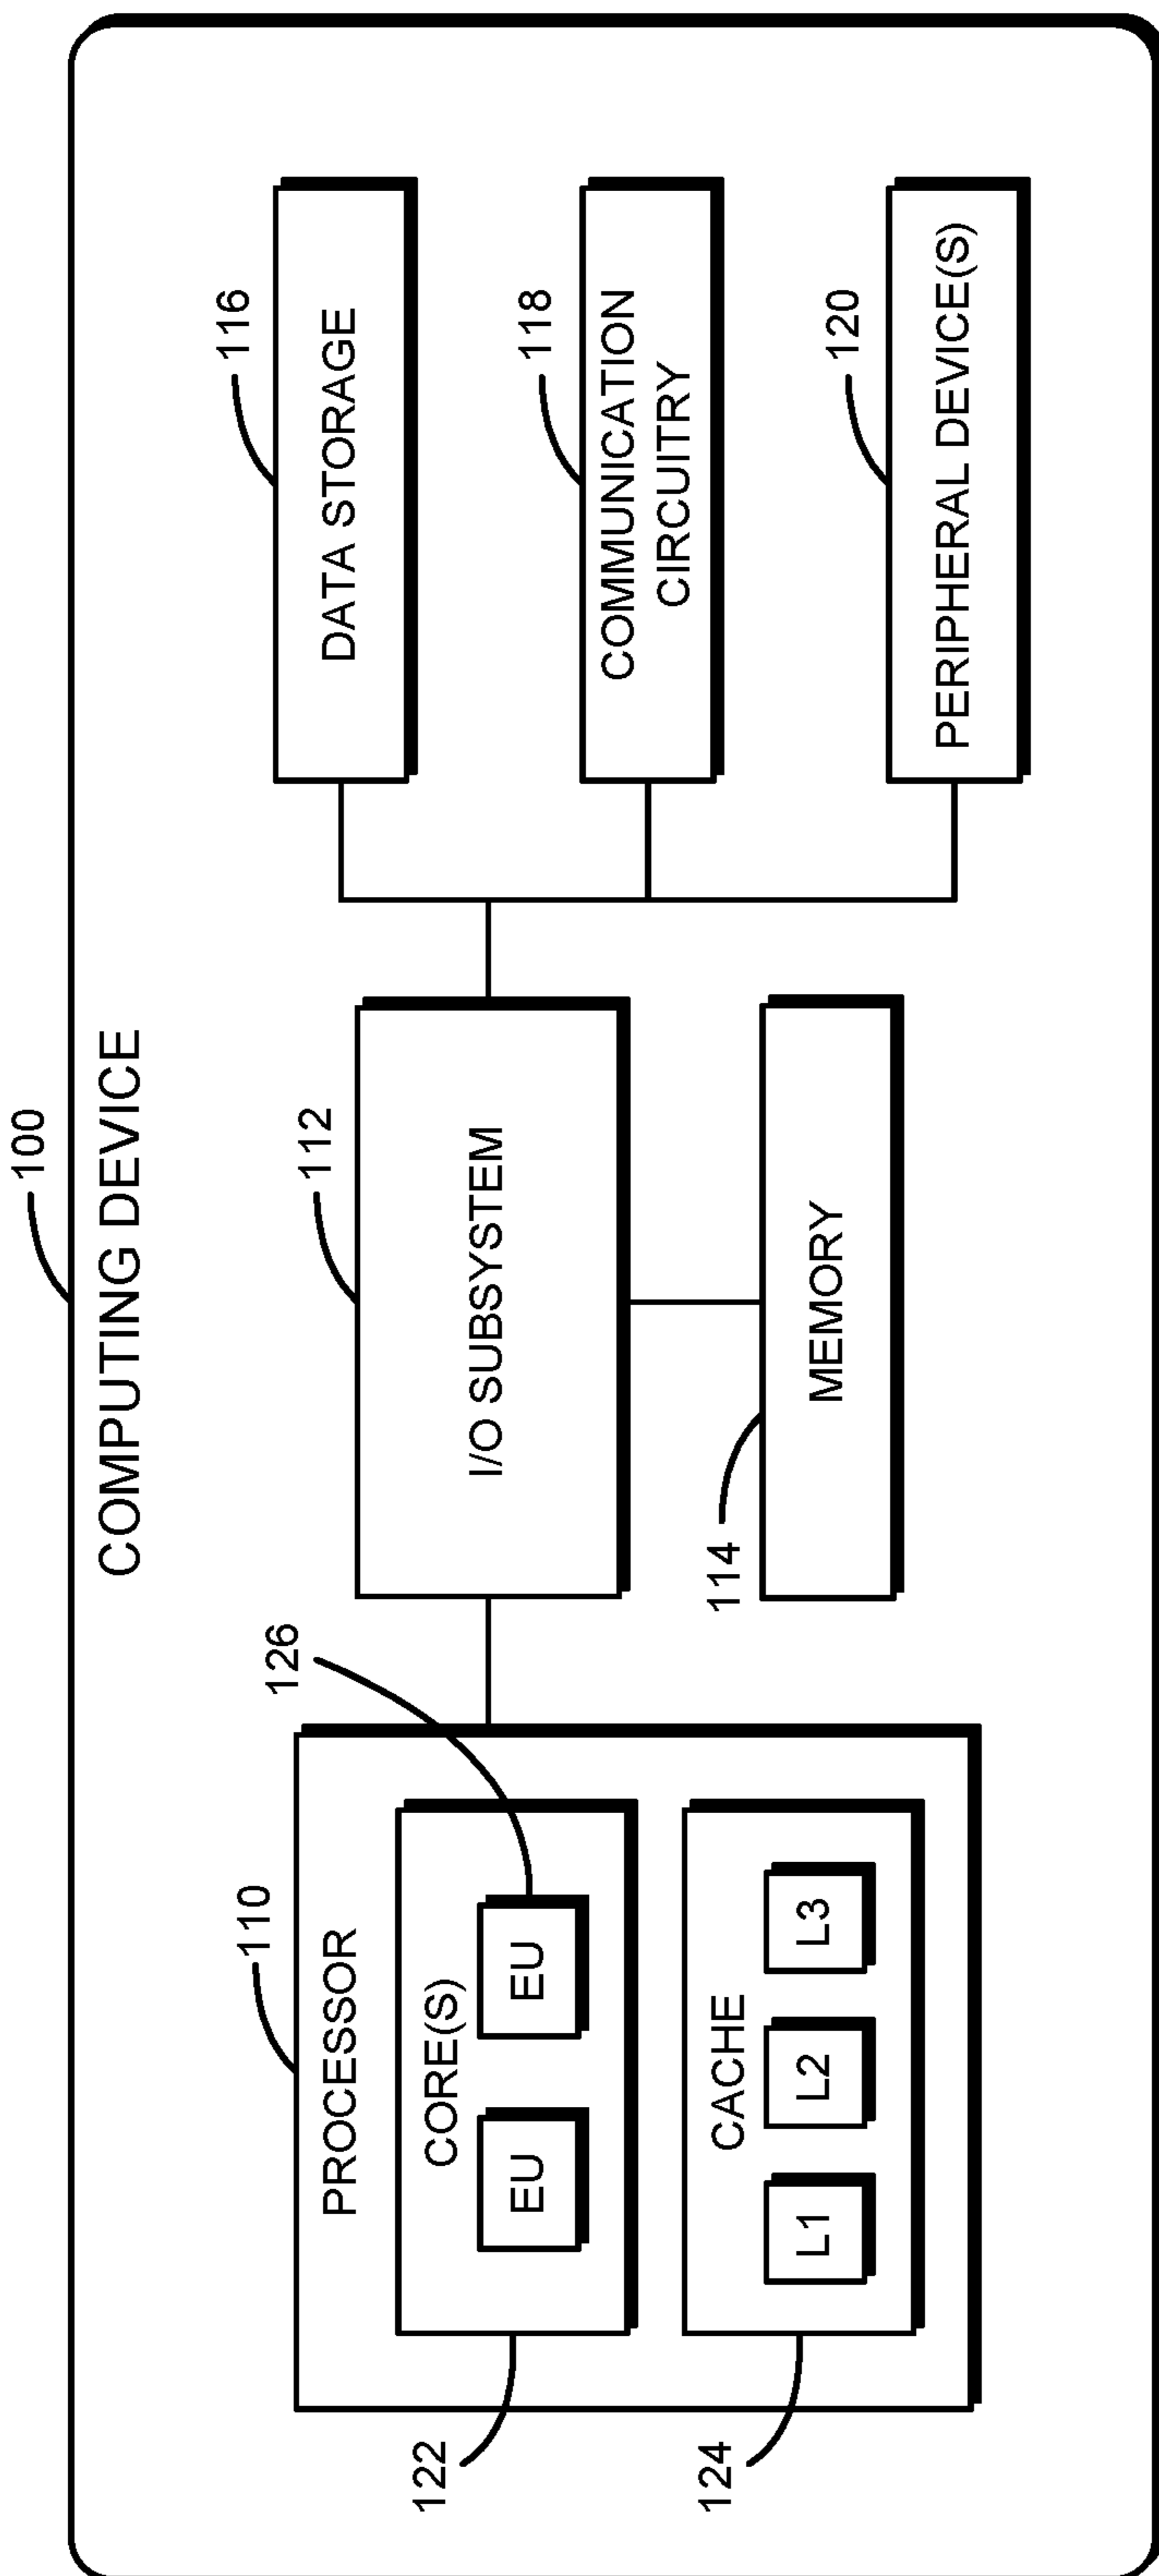 100
COMPUTING DEVICE
110
PROCESSOR
122
CORE(S)
EU
EU
126
124
CACHE
L1
L2
L3
112
I/O SUBSYSTEM
114
MEMORY
116
DATA STORAGE
118
COMMUNICATION
CIRCUITRY
120
PERIPHERAL DEVICE(S)